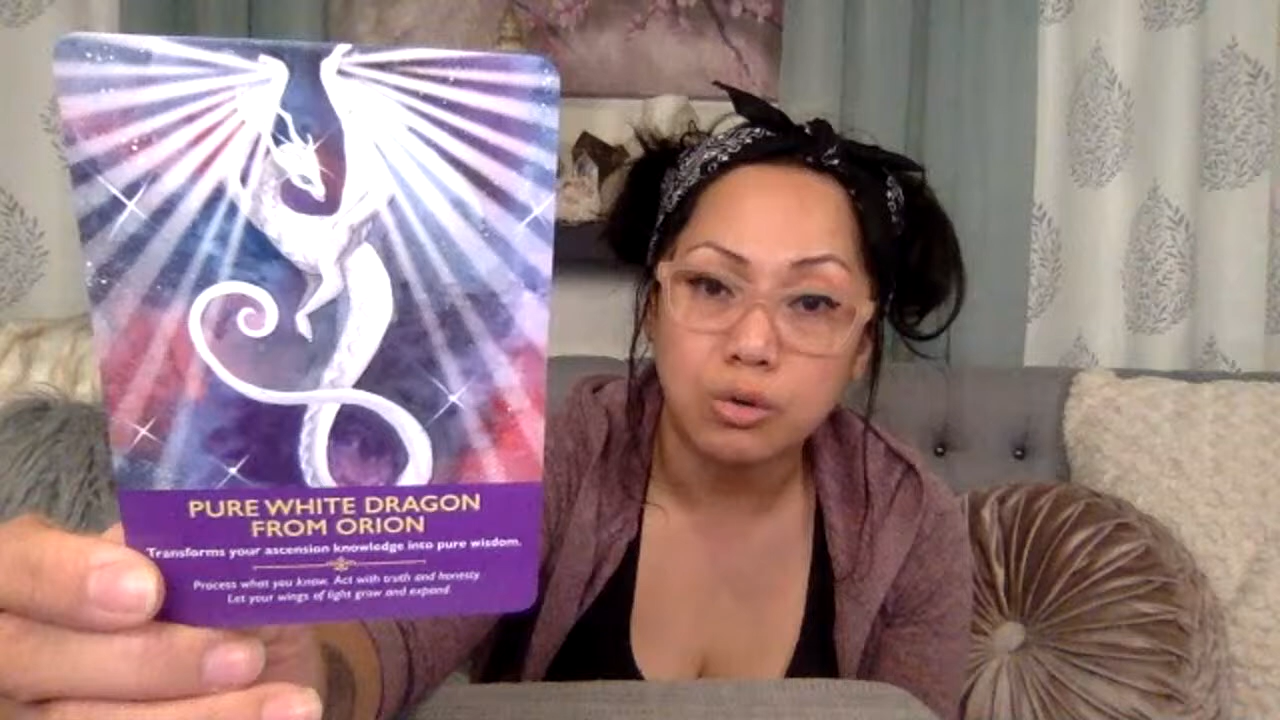 PURE WHITE DRAGON
FROM ORION
Transforms your ascension knowledge into pure wisdom.
Process what you know. Act with truth and honesty
Let your wings of light grow and expand.